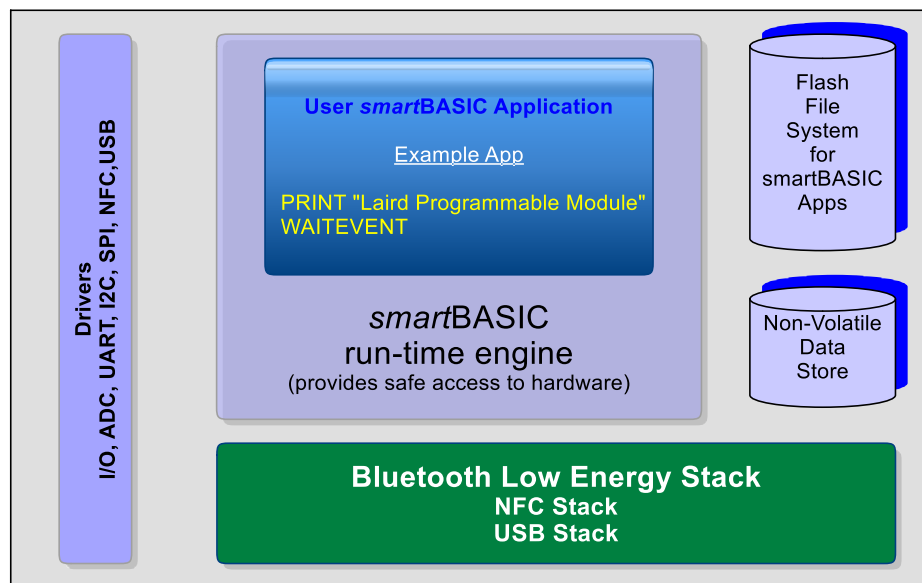 Drivers
I/O, ADC, UART, I2C, SPI, NFC,USB
User smartBASIC Application
Example App
PRINT "Laird Programmable Module"
WAITEVENT
smartBASIC
run-time engine
(provides safe access to hardware)
Flash
File
System
for
smartBASIC
Apps
Non-Volatile
Data
Store
Bluetooth Low Energy Stack
NFC Stack
USB Stack